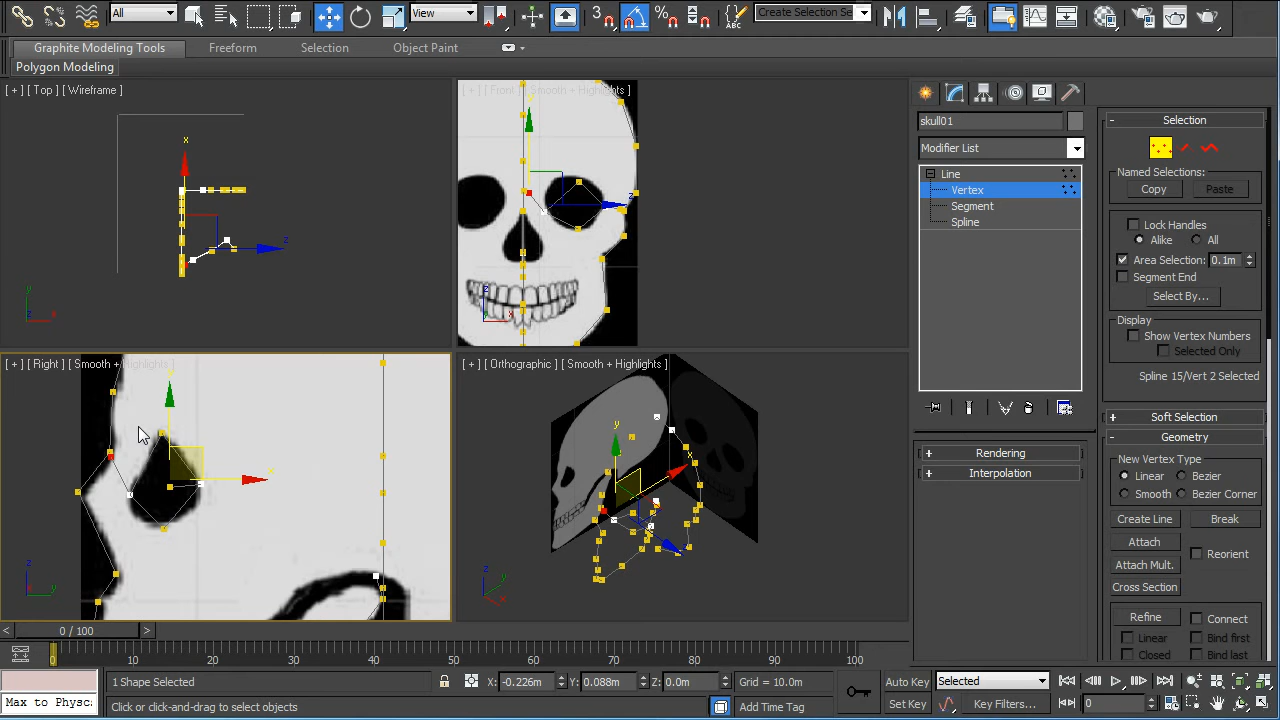 All
View
3
%
ABC
Create Selection Se
Graphite Modeling Tools
Freeform
Selection
Object Paint
Polygon Modeling
[ + ] [ Top ] [ Wireframe ]
x
z
y
x
[ + ] [ Front ] [ Smooth + Highlights ]
z
z
x
[ + ] [ Right ] [ Smooth + Highlights ]
z
y
[ + ] [ Orthographic ] [ Smooth + Highlights ]
y
x
z
y
x
skull01
Modifier List
Line
Vertex
Segment
Spline
Rendering
Interpolation
Selection
Named Selections:
Copy
Paste
Lock Handles
Alike
All
Area Selection:
0.1m
Segment End
Select By...
Display
Show Vertex Numbers
Selected Only
Spline 15/Vert 2 Selected
Soft Selection
Geometry
New Vertex Type
Linear
Bezier
Smooth
Bezier Corner
Create Line
Break
Attach
Reorient
Attach Mult.
Cross Section
Refine
Connect
Linear
Bind first
Closed
Bind last
0 / 100
0
10
20
30
40
50
60
70
80
90
100
1 Shape Selected
X: -0.226m
Y: 0.088m
Z: 0.0m
Grid = 10.0m
Auto Key
Selected
Max to Physc
Click or click-and-drag to select objects
Add Time Tag
Set Key
Key Filters...
0